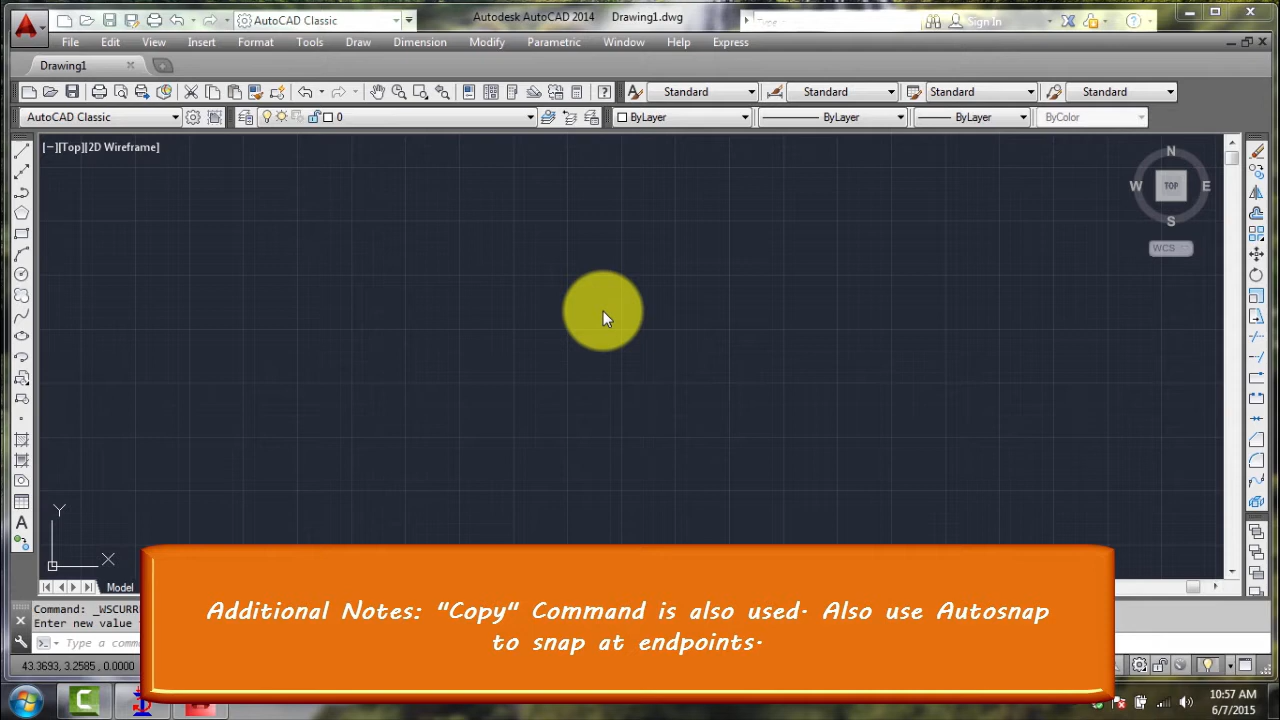 AutoCAD Classic
Autodesk AutoCAD 2014 Drawing1.dwg
Sign In
File Edit View Insert Format Tools Draw Dimension Modify Parametric Window Help Express
Drawing1
Standard Standard Standard Standard
AutoCAD Classic 0 ByLayer ByLayer ByLayer ByColor
[−][Top][2D Wireframe]
N
W TOP E
S
WCS
Y
X
Model
Command: _WSCURR
Enter new value
Type a comma
43.3693, 3.2585, 0.0000
Additional Notes: "Copy" Command is also used. Also use Autosnap
to snap at endpoints.
10:57 AM
6/7/2015